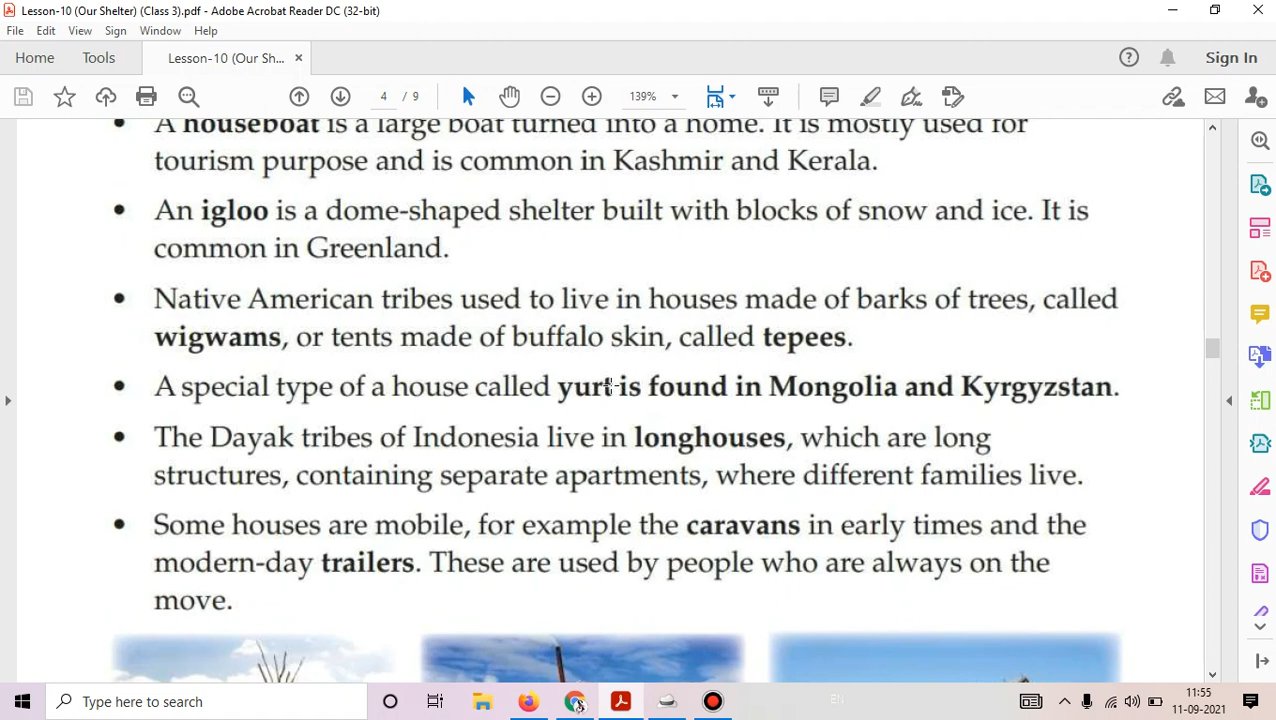 Lesson-10 (Our Shelter) (Class 3).pdf - Adobe Acrobat Reader DC (32-bit)
File Edit View Sign Window Help
Home Tools Lesson-10 (Our Sh... × Sign In
4 / 9 139%
• A houseboat is a large boat turned into a home. It is mostly used for
tourism purpose and is common in Kashmir and Kerala.
• An igloo is a dome-shaped shelter built with blocks of snow and ice. It is
common in Greenland.
• Native American tribes used to live in houses made of barks of trees, called
wigwams, or tents made of buffalo skin, called tepees.
• A special type of a house called yurt is found in Mongolia and Kyrgyzstan.
• The Dayak tribes of Indonesia live in longhouses, which are long
structures, containing separate apartments, where different families live.
• Some houses are mobile, for example the caravans in early times and the
modern-day trailers. These are used by people who are always on the
move.
Type here to search
EN
11:55
11-09-2021